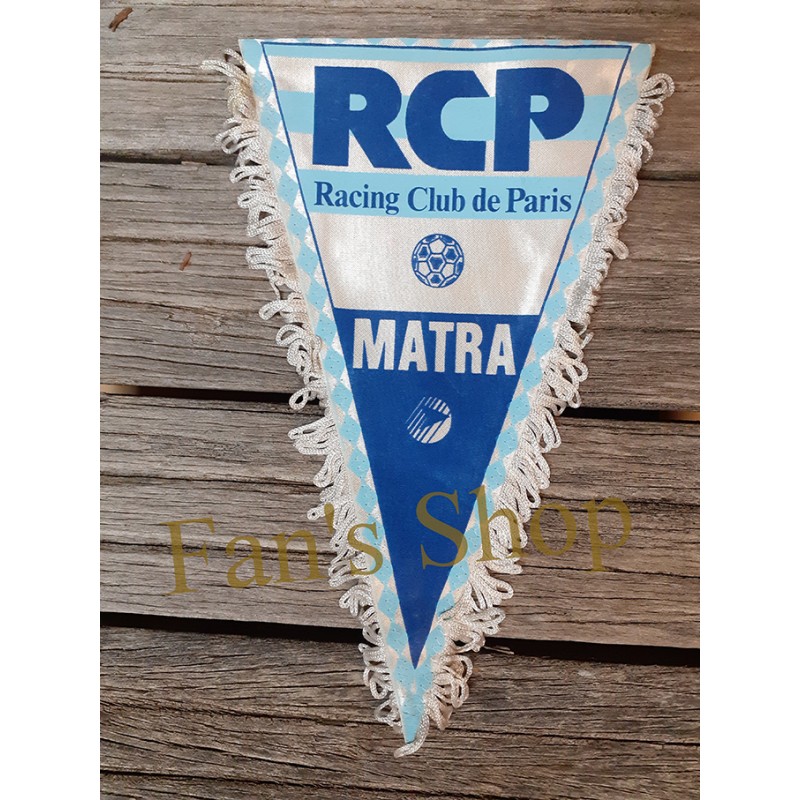 RCP
Racing Club de Paris
MATRA
Fan's Shop